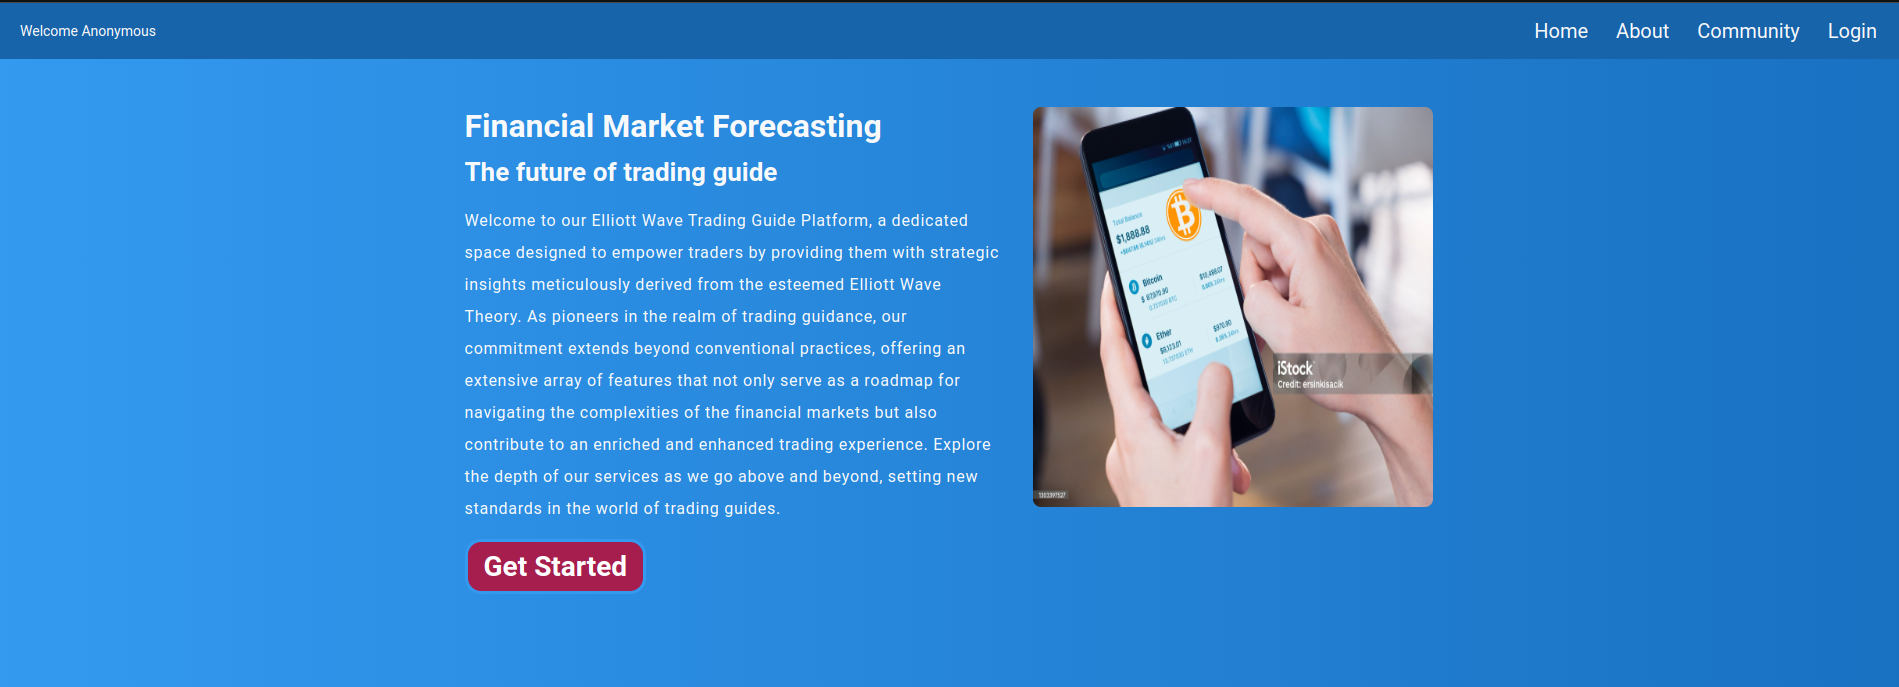 Welcome Anonymous
Home About Community Login
Financial Market Forecasting
The future of trading guide
Welcome to our Elliott Wave Trading Guide Platform, a dedicated
space designed to empower traders by providing them with strategic
insights meticulously derived from the esteemed Elliott Wave
Theory. As pioneers in the realm of trading guidance, our
commitment extends beyond conventional practices, offering an
extensive array of features that not only serve as a roadmap for
navigating the complexities of the financial markets but also
contribute to an enriched and enhanced trading experience. Explore
the depth of our services as we go above and beyond, setting new
standards in the world of trading guides.
Get Started
Total Balance
$1,888.88
Bitcoin
Ether
iStock
Credit: ersinkisacik